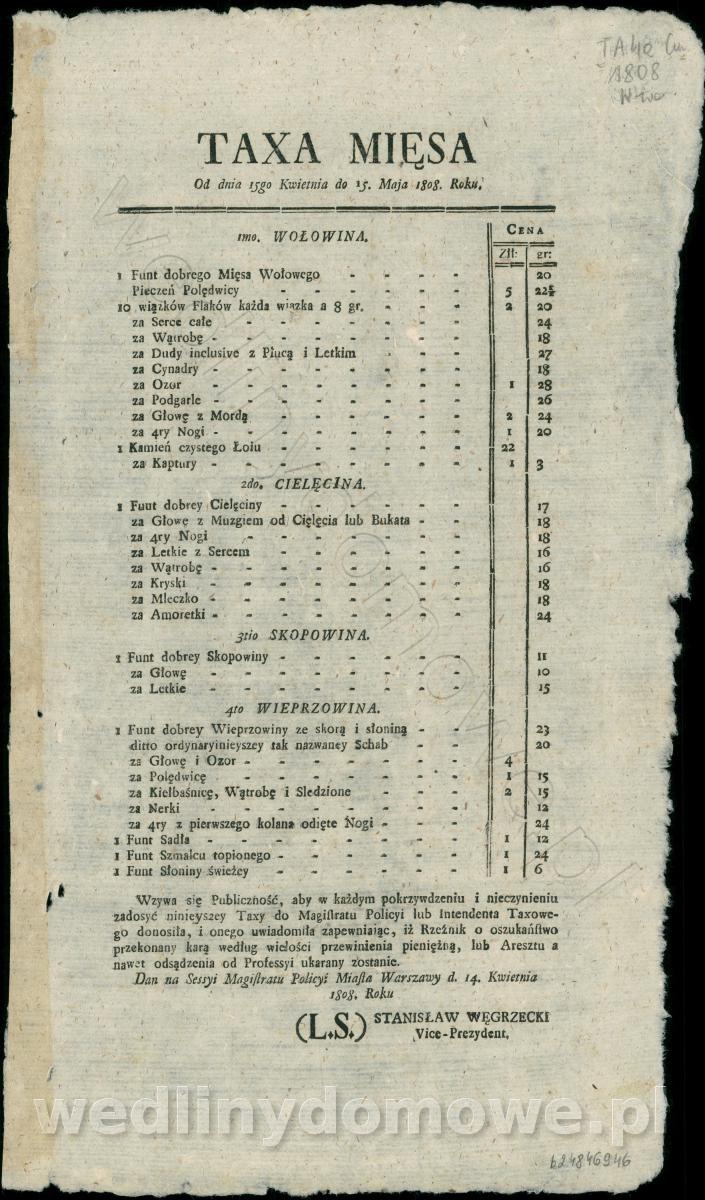 1808
TAXA MIĘSA
Od dnia 15go Kwietnia do 15. Maja 1808. Roku.
CENA
1mo. WOŁOWINA.
Zll: gr:
1 Funt dobrego Mięsa Wołowego - - - - 20
Pieczeń Polędwicy - - - - - - 5 22½
10 wiązków Flaków każda wiązka a 8 gr. - - - 2 20
za Serce całe - - - - - - - 24
za Wątrobę - - - - - - - - 18
za Dudy inclusive z Płucą i Letkim - - - 27
za Cynadry - - - - - - - 18
za Ozor - - - - - - - 1 28
za Podgarle - - - - - - - - 26
za Głowę z Mordą - - - - - - 2 24
za 4ry Nogi - - - - - - - - 1 20
1 Kamień czystego Łoiu - - - - - - 22
za Kaptury - - - - - - - - 1 3
2do. CIELĘCINA.
1 Funt dobrey Cielęciny - - - - - - 17
za Głowę z Muzgiem od Cięlęcia lub Bukata - - 18
za 4ry Nogi - - - - - - - - 18
za Letkie z Sercem - - - - - - 16
za Wątrobę - - - - - - - - 16
za Kryski - - - - - - - - 18
za Mleczko - - - - - - - - 18
za Amoretki - - - - - - - - 24
3tio SKOPOWINA.
1 Funt dobrey Skopowiny - - - - - - 11
za Głowę - - - - - - - - 10
za Letkie - - - - - - - - 15
4to WIEPRZOWINA.
1 Funt dobrey Wieprzowiny ze skorą i słoniną - - 23
ditto ordynaryinieyszey tak nazwaney Schab - - 20
za Głowę i Ozor - - - - - - - 4
za Polędwicę - - - - - - - 1 15
za Kiełbaśnicę, Wątrobę i Sledzione - - - 2 15
za Nerki - - - - - - - - 12
za 4ry z pierwszego kolana odięte Nogi - - - 24
1 Funt Sadła - - - - - - - - 1 12
1 Funt Szmalcu topionego - - - - - - 1 24
1 Funt Słoniny świeżey - - - - - - 1 6
Wzywa się Publiczność, aby w każdym pokrzywdzeniu i nieczynieniu
zadosyć ninieyszey Taxy do Magistratu Policyi lub Intendenta Taxowe-
go donosiła, i onego uwiadomiła zapewniaiąc, iż Rzeźnik o oszukaństwo
przekonany karą według wielości przewinienia pieniężną, lub Aresztu a
nawet odsądzenia od Professyi ukarany zostanie.
Dan na Sessyi Magistratu Policyi Miasta Warszawy d. 14. Kwietnia
1808. Roku
(L.S.) STANISŁAW WĘGRZECKI
Vice-Prezydent.
wedlinydomowe.pl
b24846946